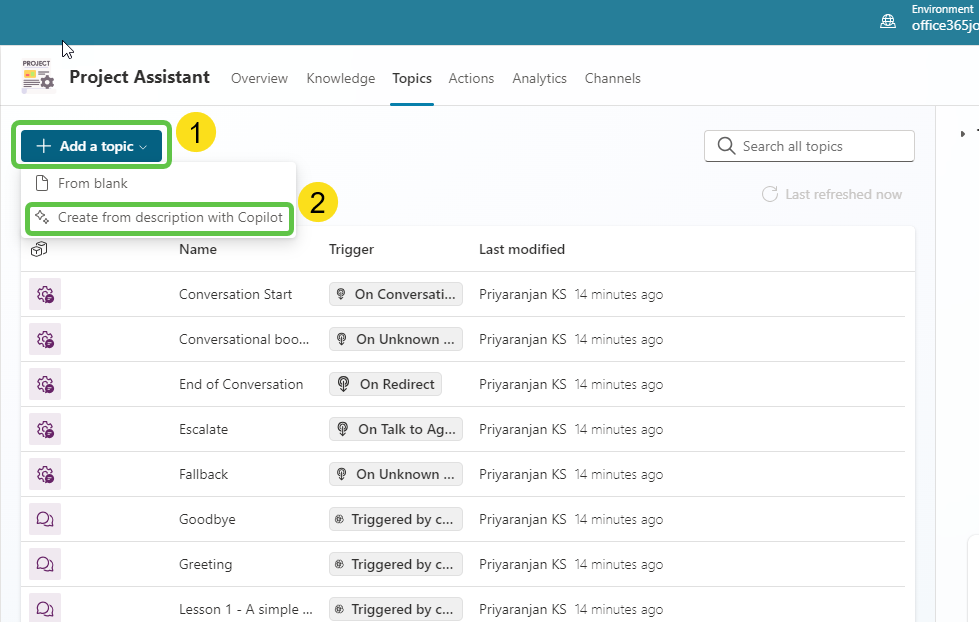 Environment
office365jo
PROJECT
Project Assistant Overview Knowledge Topics Actions Analytics Channels
+ Add a topic
1
Search all topics
From blank
Create from description with Copilot
2
Last refreshed now
Name Trigger Last modified
Conversation Start On Conversati... Priyaranjan KS 14 minutes ago
Conversational boo... On Unknown ... Priyaranjan KS 14 minutes ago
End of Conversation On Redirect Priyaranjan KS 14 minutes ago
Escalate On Talk to Ag... Priyaranjan KS 14 minutes ago
Fallback On Unknown ... Priyaranjan KS 14 minutes ago
Goodbye Triggered by c... Priyaranjan KS 14 minutes ago
Greeting Triggered by c... Priyaranjan KS 14 minutes ago
Lesson 1 - A simple ... Triggered by c... Priyaranjan KS 14 minutes ago